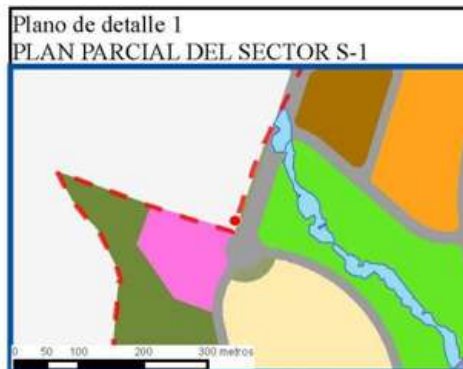 Plano de detalle 1
PLAN PARCIAL DEL SECTOR S-1
0 50 100 200 300 metros